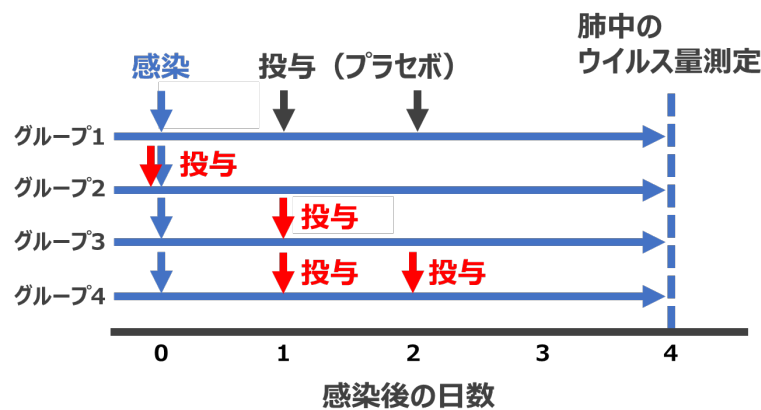 肺中の
ウイルス量測定
感染 投与（プラセボ）
グループ1
投与
グループ2
投与
グループ3
投与 投与
グループ4
0 1 2 3 4
感染後の日数